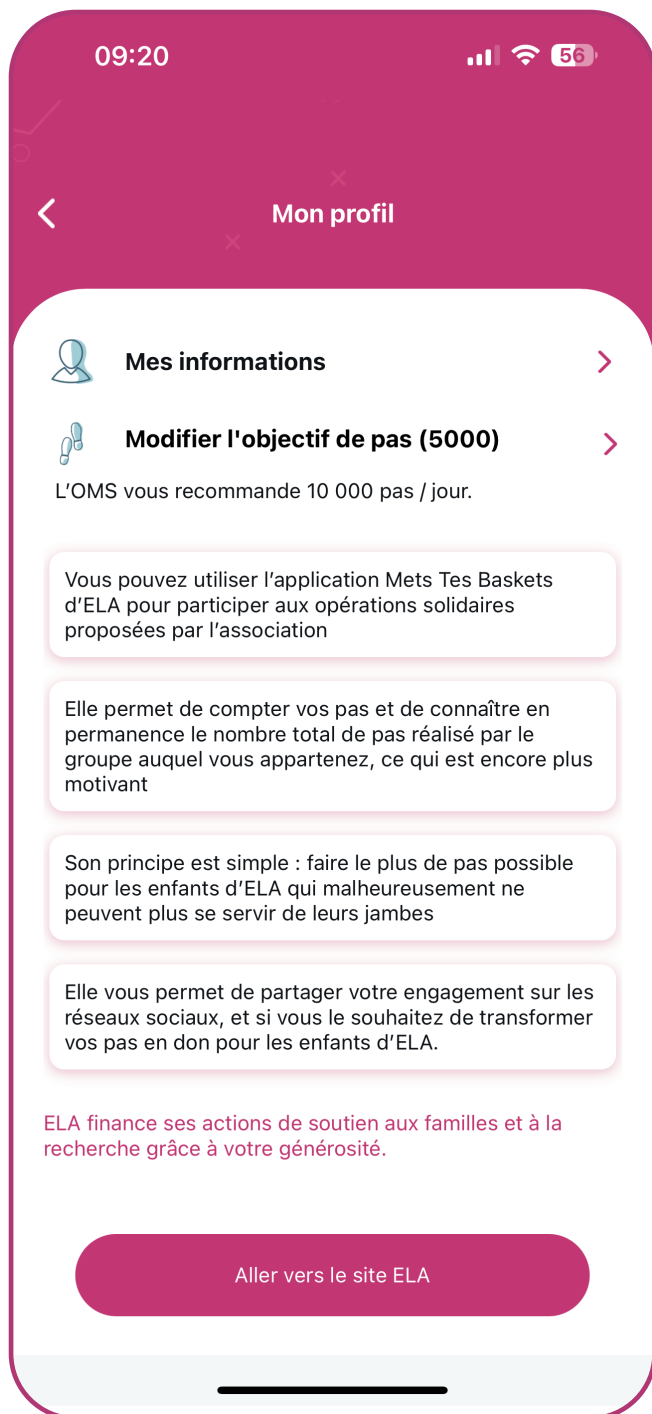 09:20
56
Mon profil
Mes informations
Modifier l'objectif de pas (5000)
L’OMS vous recommande 10 000 pas / jour.
Vous pouvez utiliser l’application Mets Tes Baskets
d’ELA pour participer aux opérations solidaires
proposées par l’association
Elle permet de compter vos pas et de connaître en
permanence le nombre total de pas réalisé par le
groupe auquel vous appartenez, ce qui est encore plus
motivant
Son principe est simple : faire le plus de pas possible
pour les enfants d’ELA qui malheureusement ne
peuvent plus se servir de leurs jambes
Elle vous permet de partager votre engagement sur les
réseaux sociaux, et si vous le souhaitez de transformer
vos pas en don pour les enfants d’ELA.
ELA finance ses actions de soutien aux familles et à la
recherche grâce à votre générosité.
Aller vers le site ELA